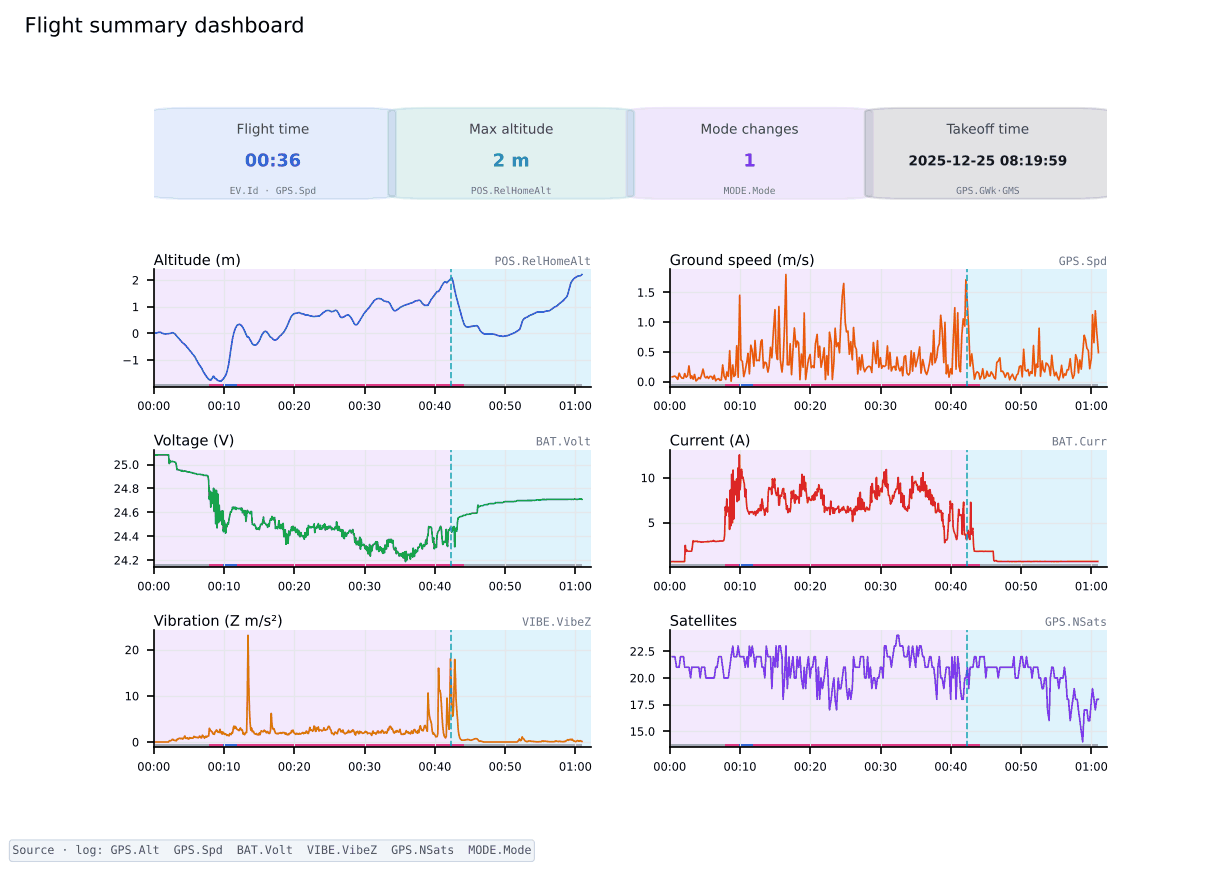 Flight summary dashboard
Flight time
00:36
EV.Id · GPS.Spd
Max altitude
2 m
POS.RelHomeAlt
Mode changes
1
MODE.Mode
Takeoff time
2025-12-25 08:19:59
GPS.GWk·GMS
Altitude (m) POS.RelHomeAlt
2
1
0
−1
00:00 00:10 00:20 00:30 00:40 00:50 01:00
Ground speed (m/s) GPS.Spd
1.5
1.0
0.5
0.0
00:00 00:10 00:20 00:30 00:40 00:50 01:00
Voltage (V) BAT.Volt
25.0
24.8
24.6
24.4
24.2
00:00 00:10 00:20 00:30 00:40 00:50 01:00
Current (A) BAT.Curr
10
5
00:00 00:10 00:20 00:30 00:40 00:50 01:00
Vibration (Z m/s²) VIBE.VibeZ
20
10
0
00:00 00:10 00:20 00:30 00:40 00:50 01:00
Satellites GPS.NSats
22.5
20.0
17.5
15.0
00:00 00:10 00:20 00:30 00:40 00:50 01:00
Source · log: GPS.Alt GPS.Spd BAT.Volt VIBE.VibeZ GPS.NSats MODE.Mode